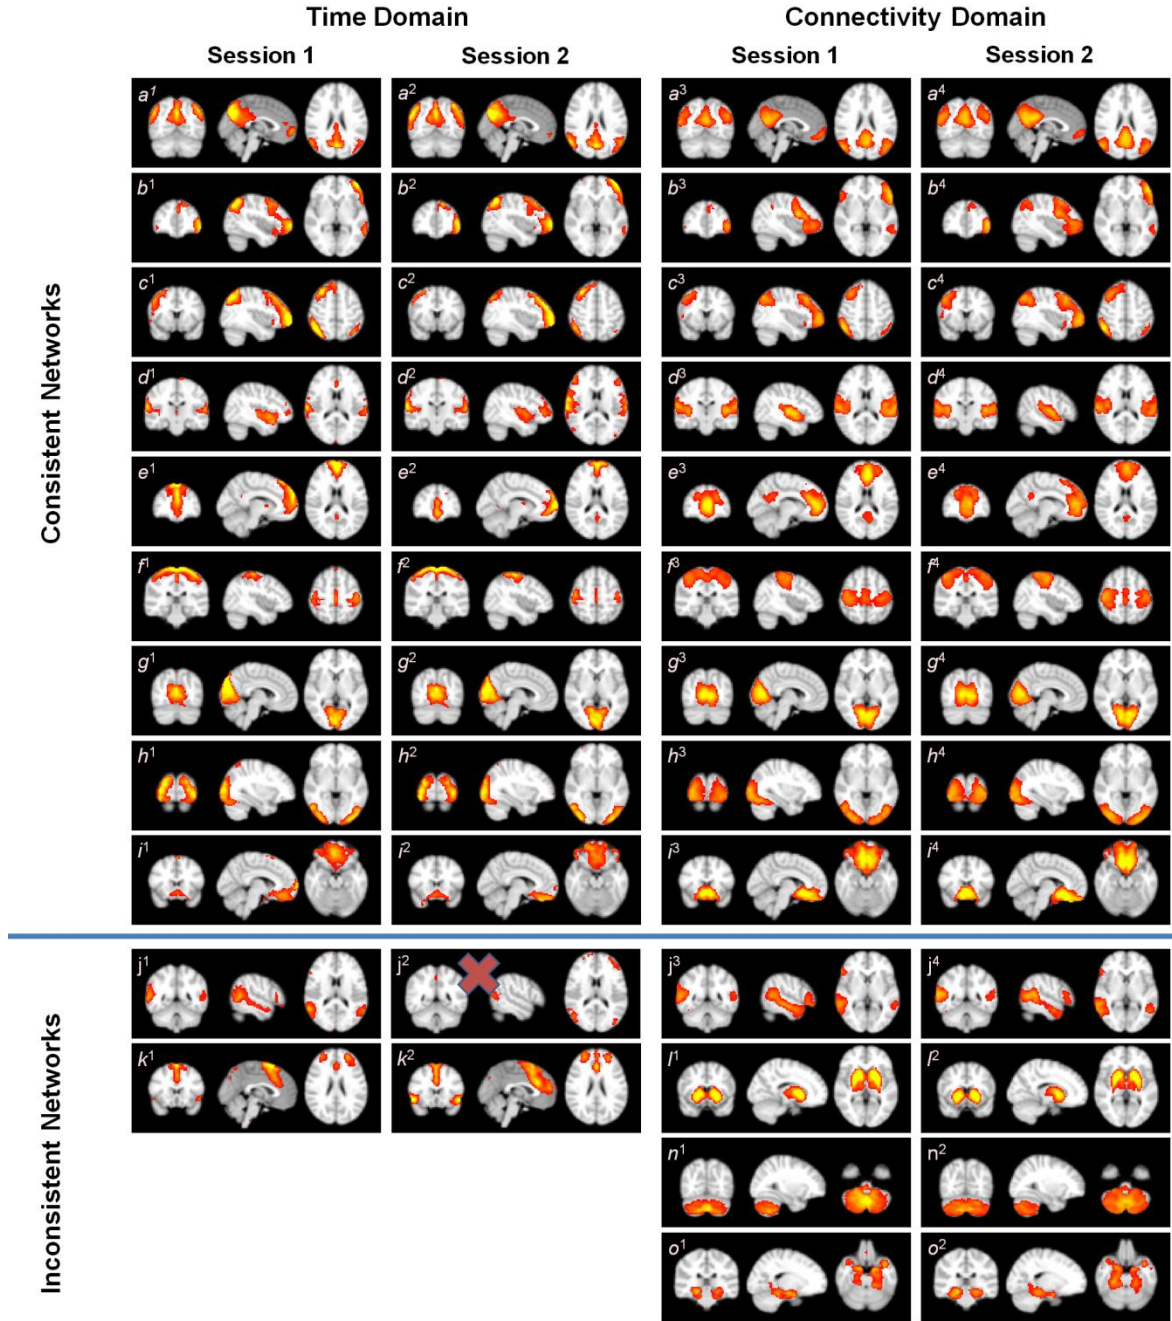 Time Domain
Connectivity Domain
Session 1
Session 2
Session 1
Session 2
Consistent Networks
a¹
a²
a³
a⁴
b¹
b²
b³
b⁴
c¹
c²
c³
c⁴
d¹
d²
d³
d⁴
e¹
e²
e³
e⁴
f¹
f²
f³
f⁴
g¹
g²
g³
g⁴
h¹
h²
h³
h⁴
i¹
i²
i³
i⁴
Inconsistent Networks
j¹
j²
j³
j⁴
k¹
k²
l¹
l²
n¹
n²
o¹
o²